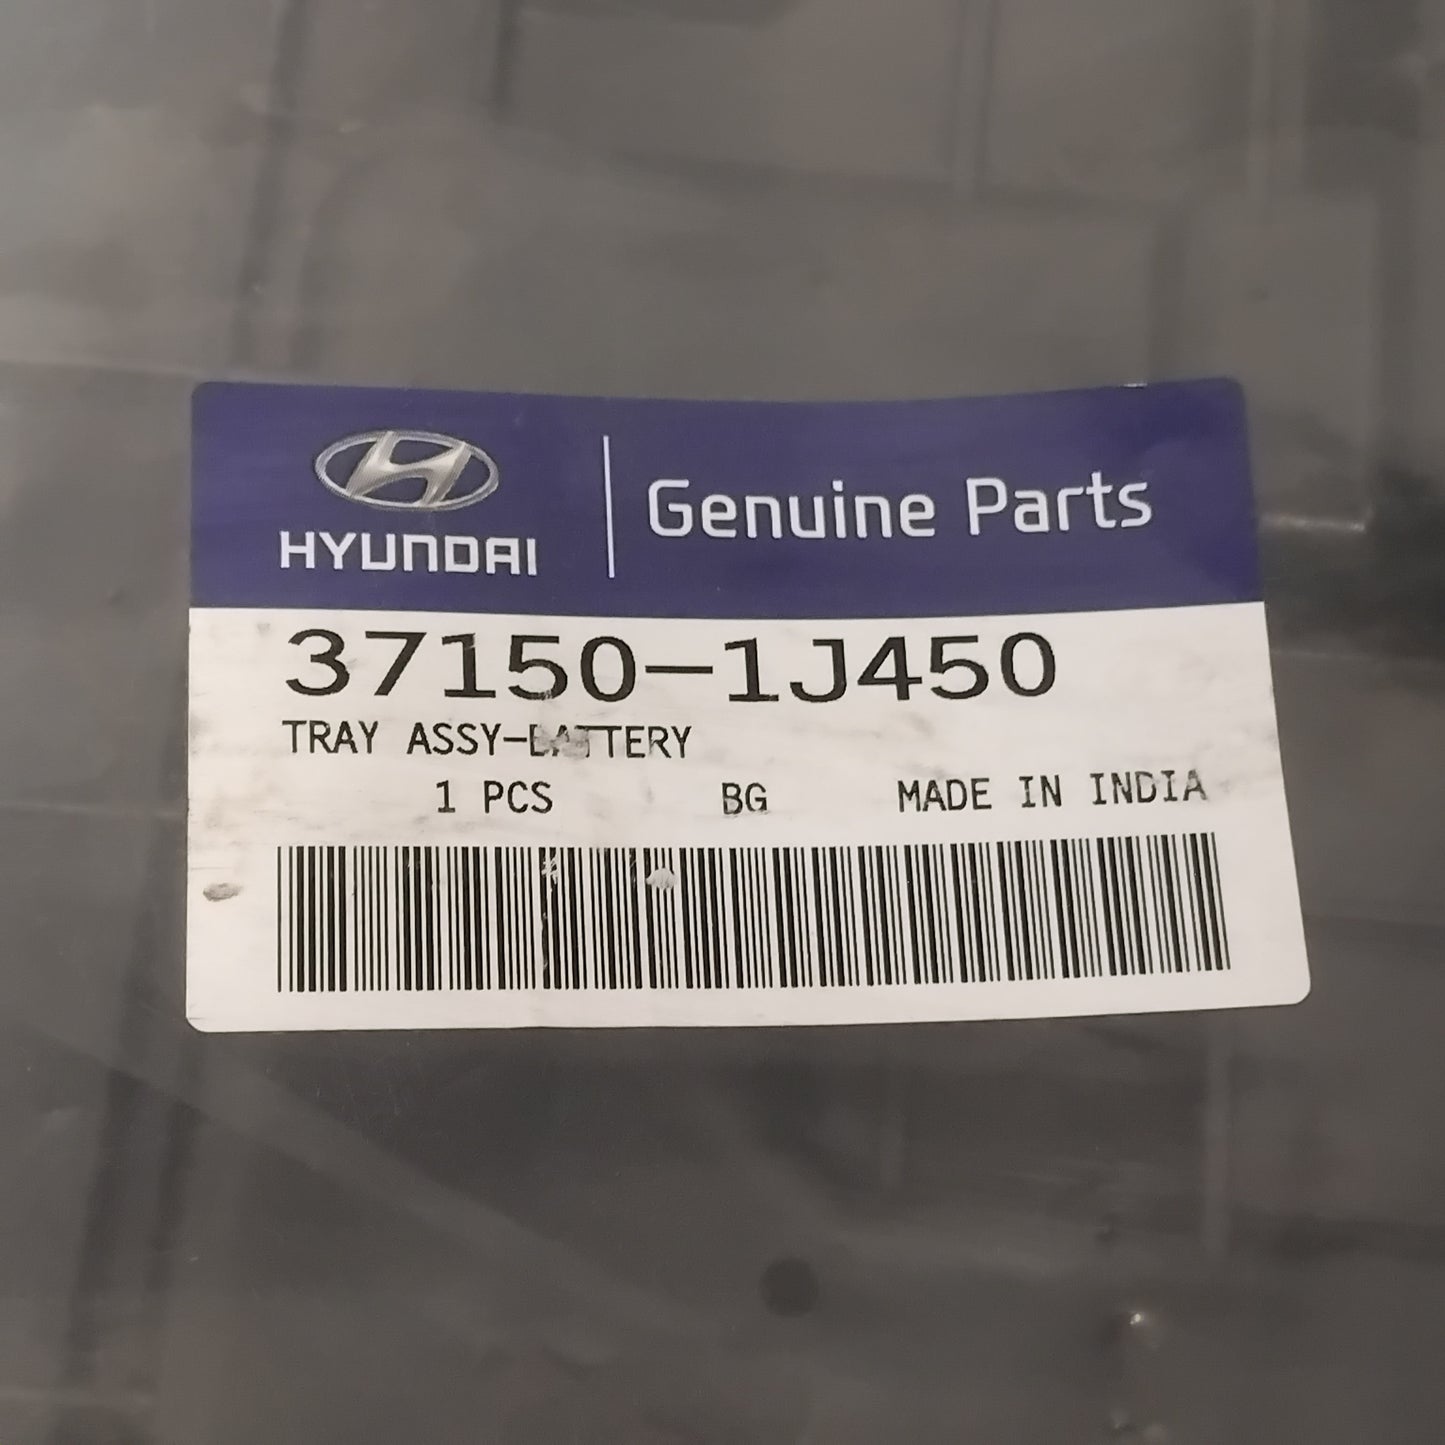 HYUNDAI
Genuine Parts
37150-1J450
TRAY ASSY-BATTERY
1 PCS BG MADE IN INDIA